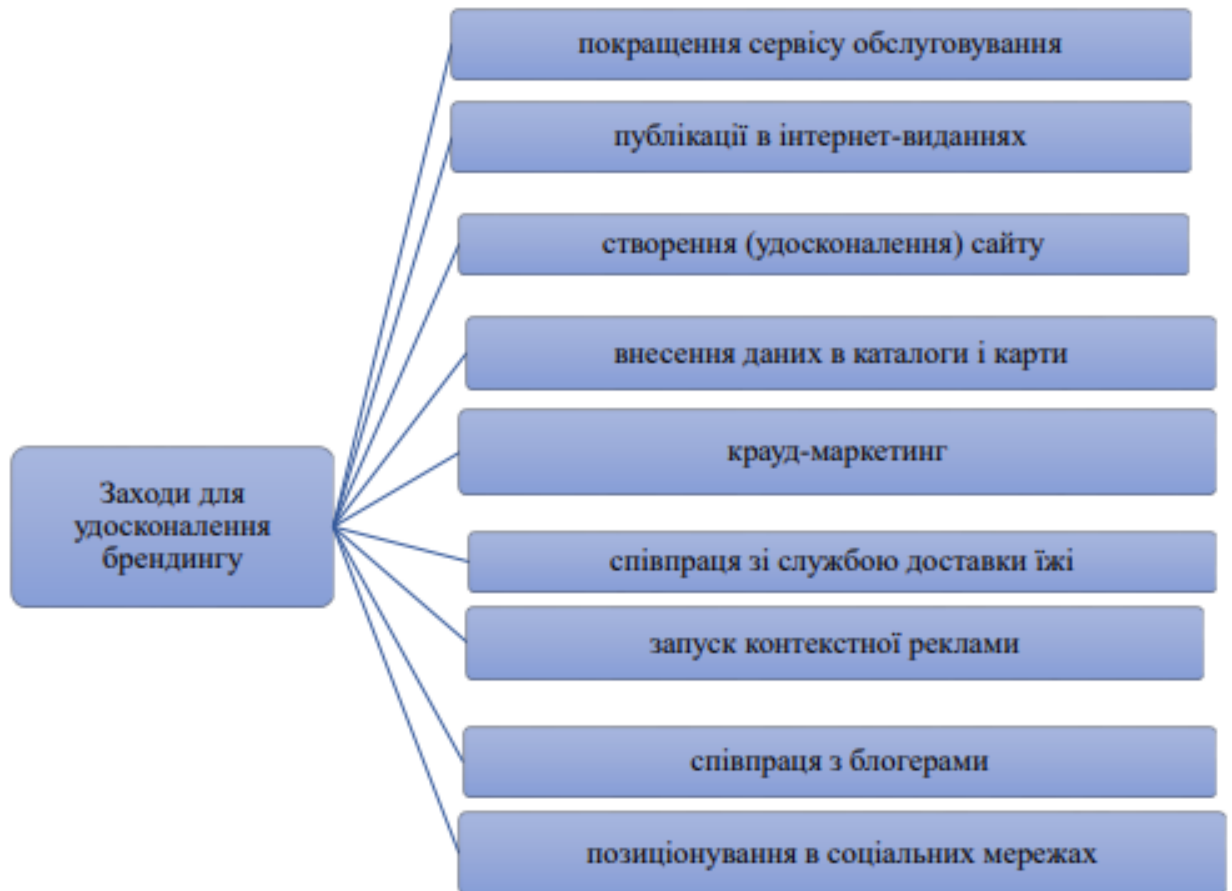 покращення сервісу обслуговування
публікації в інтернет-виданнях
створення (удосконалення) сайту
внесення даних в каталоги і карти
крауд-маркетинг
Заходи для
удосконалення
брендингу
співпраця зі службою доставки їжі
запуск контекстної реклами
співпраця з блогерами
позиціонування в соціальних мережах